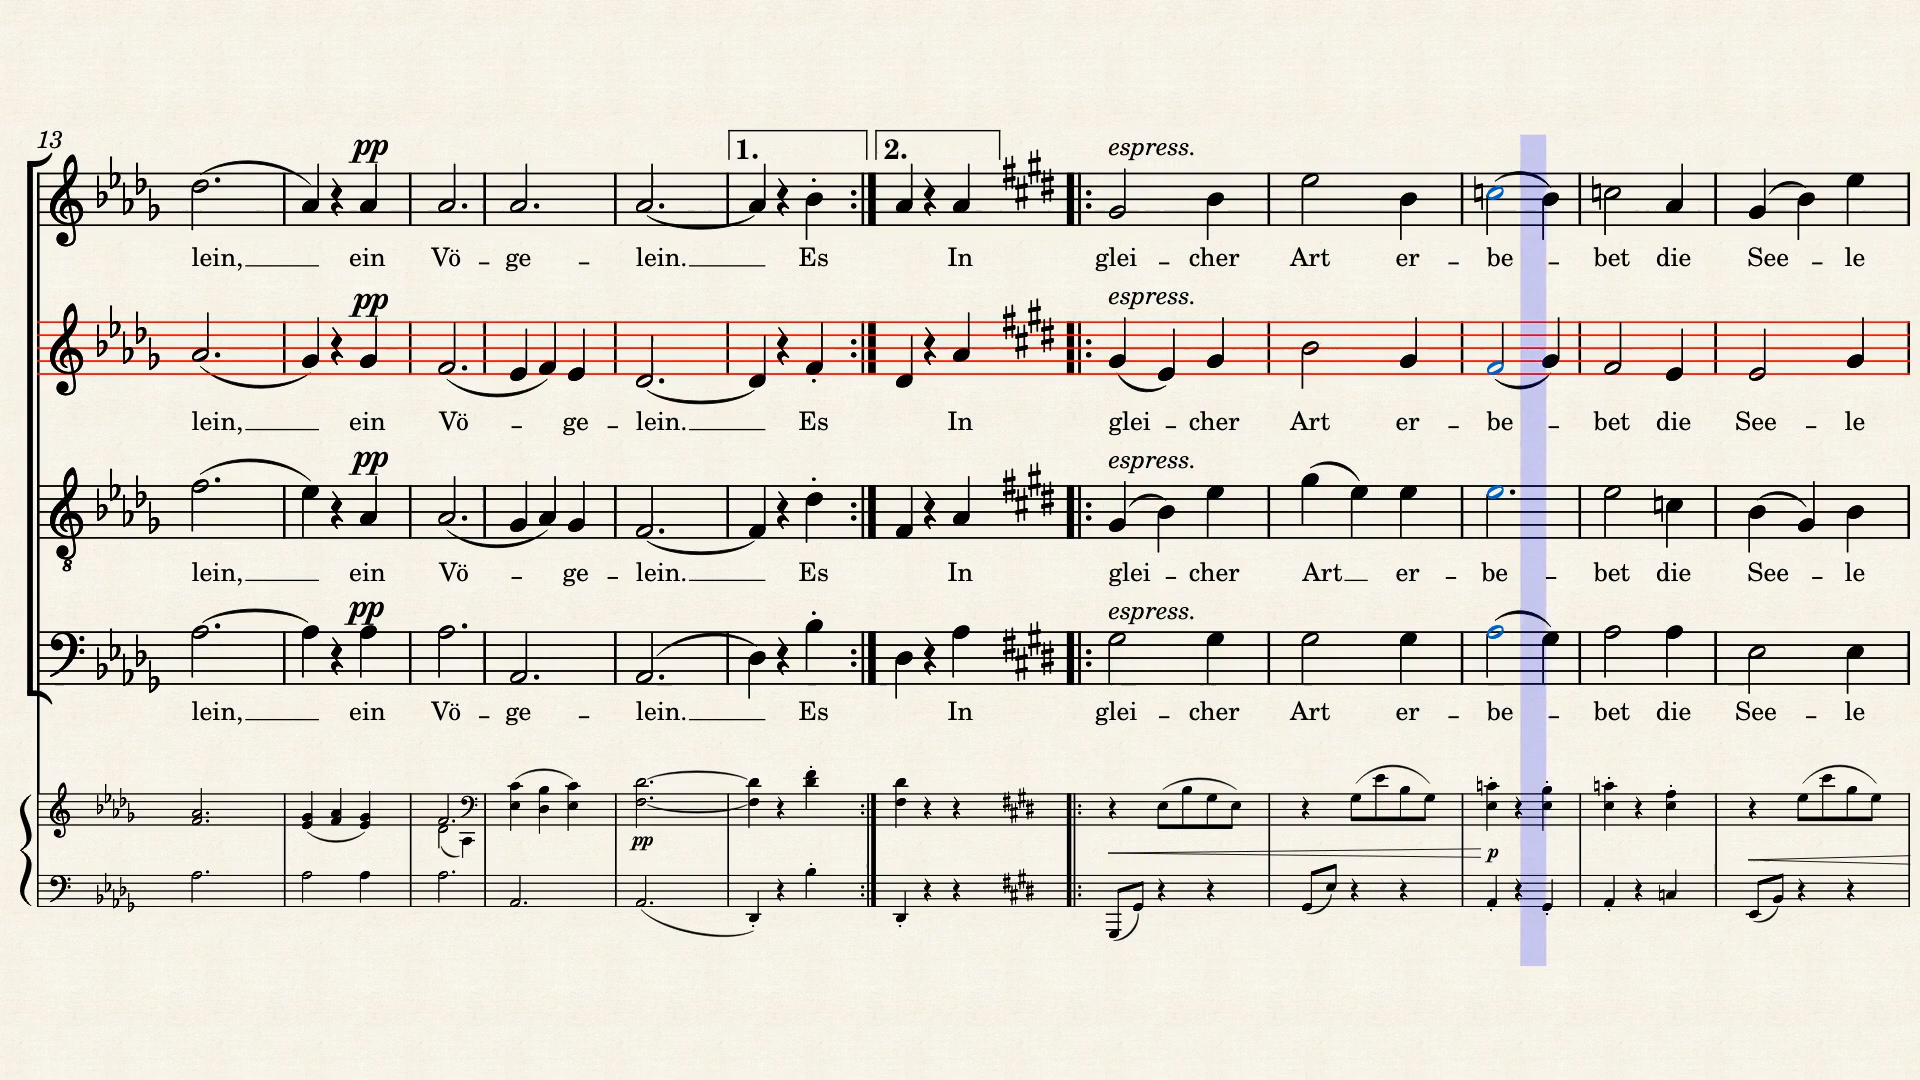 13
pp
1. 2. espress.
lein, ein Vö - ge - lein. Es In glei - cher Art er - be - bet die See - le
pp espress.
lein, ein Vö - ge - lein. Es In glei - cher Art er - be - bet die See - le
pp espress.
8
lein, ein Vö - ge - lein. Es In glei - cher Art er - be - bet die See - le
pp espress.
lein, ein Vö - ge - lein. Es In glei - cher Art er - be - bet die See - le
pp p